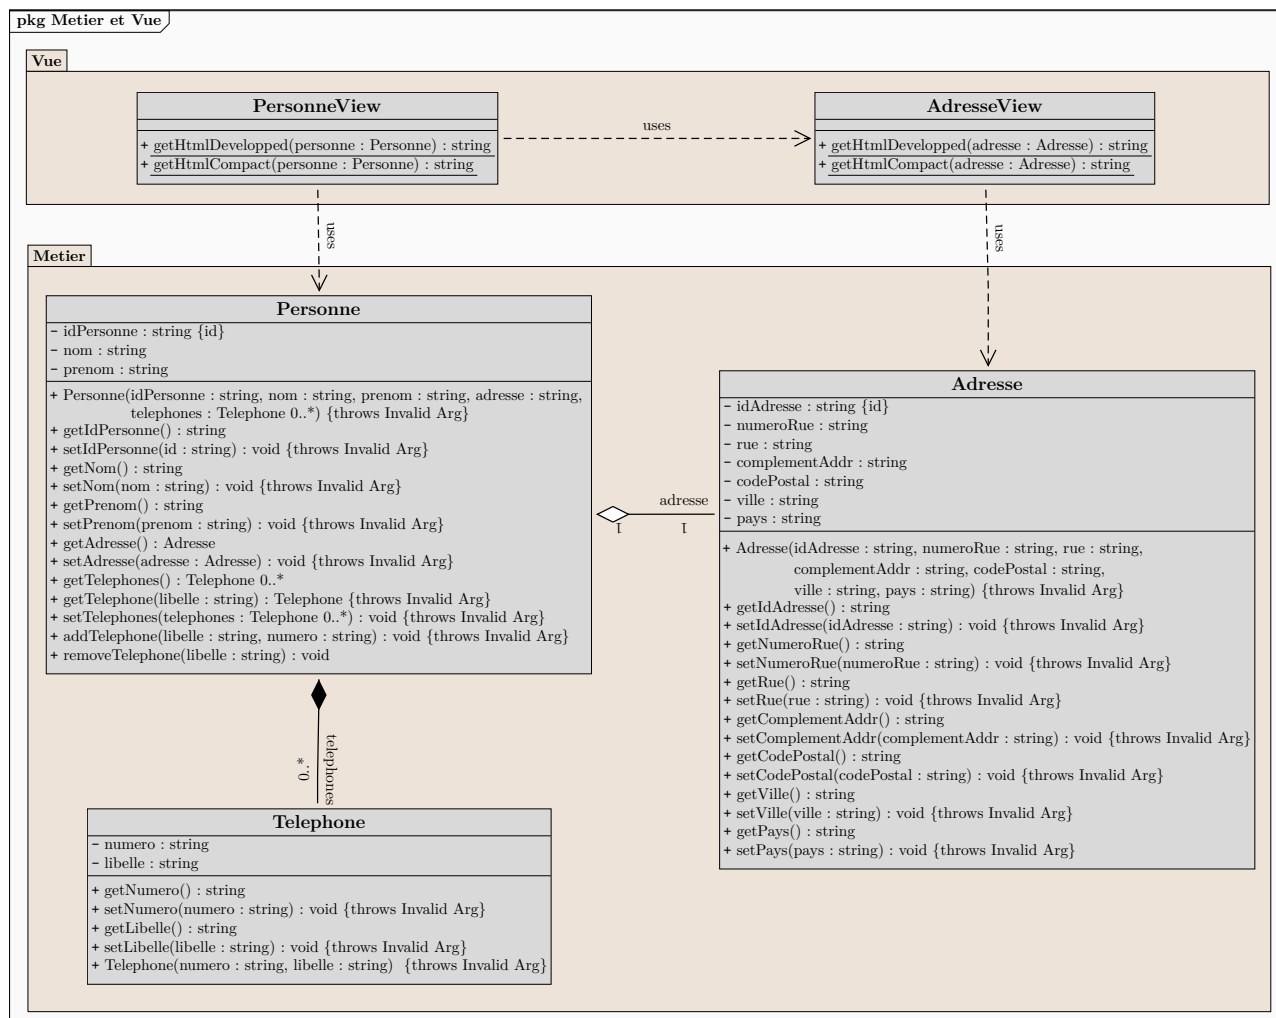 pkg Metier et Vue
Vue
PersonneView
+ getHtmlDevelopped(personne : Personne) : string
+ getHtmlCompact(personne : Personne) : string
uses
AdresseView
+ getHtmlDevelopped(adresse : Adresse) : string
+ getHtmlCompact(adresse : Adresse) : string
uses
uses
Metier
Personne
− idPersonne : string {id}
− nom : string
− prenom : string
+ Personne(idPersonne : string, nom : string, prenom : string, adresse : string,
telephones : Telephone 0..*) {throws Invalid Arg}
+ getIdPersonne() : string
+ setIdPersonne(id : string) : void {throws Invalid Arg}
+ getNom() : string
+ setNom(nom : string) : void {throws Invalid Arg}
+ getPrenom() : string
+ setPrenom(prenom : string) : void {throws Invalid Arg}
+ getAdresse() : Adresse
+ setAdresse(adresse : Adresse) : void {throws Invalid Arg}
+ getTelephones() : Telephone 0..*
+ getTelephone(libelle : string) : Telephone {throws Invalid Arg}
+ setTelephones(telephones : Telephone 0..*) : void {throws Invalid Arg}
+ addTelephone(libelle : string, numero : string) : void {throws Invalid Arg}
+ removeTelephone(libelle : string) : void
adresse
1
1
Adresse
− idAdresse : string {id}
− numeroRue : string
− rue : string
− complementAddr : string
− codePostal : string
− ville : string
− pays : string
+ Adresse(idAdresse : string, numeroRue : string, rue : string,
complementAddr : string, codePostal : string,
ville : string, pays : string) {throws Invalid Arg}
+ getIdAdresse() : string
+ setIdAdresse(idAdresse : string) : void {throws Invalid Arg}
+ getNumeroRue() : string
+ setNumeroRue(numeroRue : string) : void {throws Invalid Arg}
+ getRue() : string
+ setRue(rue : string) : void {throws Invalid Arg}
+ getComplementAddr() : string
+ setComplementAddr(complementAddr : string) : void {throws Invalid Arg}
+ getCodePostal() : string
+ setCodePostal(codePostal : string) : void {throws Invalid Arg}
+ getVille() : string
+ setVille(ville : string) : void {throws Invalid Arg}
+ getPays() : string
+ setPays(pays : string) : void {throws Invalid Arg}
telephones
0..*
Telephone
− numero : string
− libelle : string
+ getNumero() : string
+ setNumero(numero : string) : void {throws Invalid Arg}
+ getLibelle() : string
+ setLibelle(libelle : string) : void {throws Invalid Arg}
+ Telephone(numero : string, libelle : string) {throws Invalid Arg}